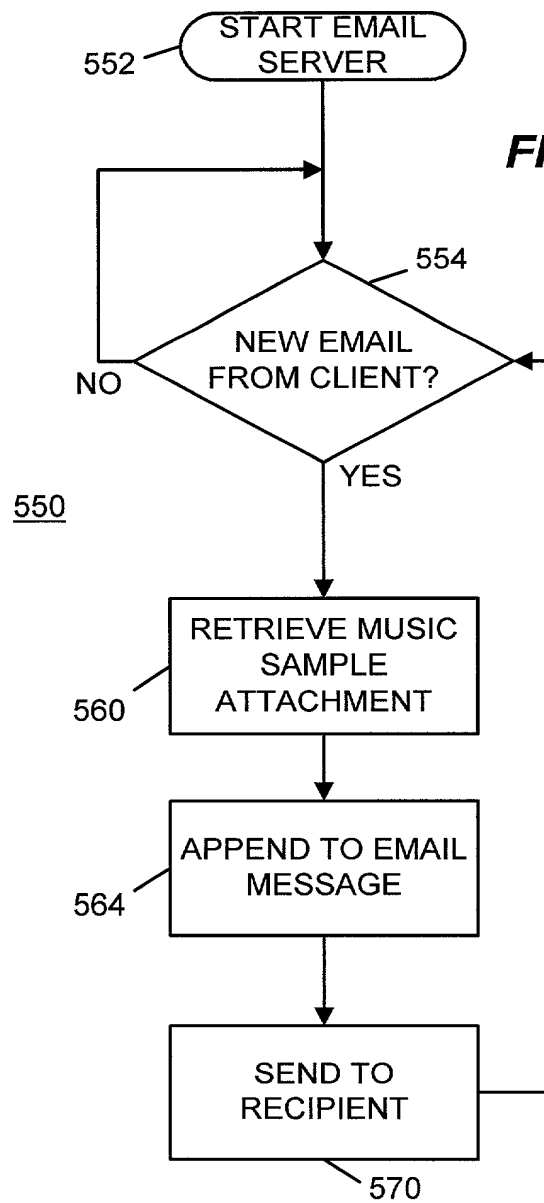 START EMAIL
SERVER
552
554
NEW EMAIL
FROM CLIENT?
NO
YES
550
RETRIEVE MUSIC
SAMPLE
ATTACHMENT
560
APPEND TO EMAIL
MESSAGE
564
SEND TO
RECIPIENT
570